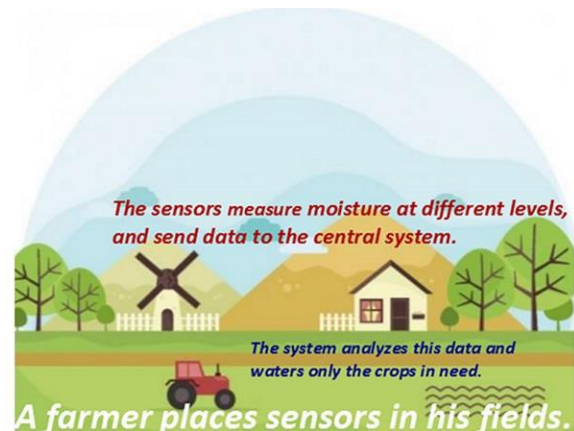 The sensors measure moisture at different levels,
and send data to the central system.
The system analyzes this data and
waters only the crops in need.
A farmer places sensors in his fields.